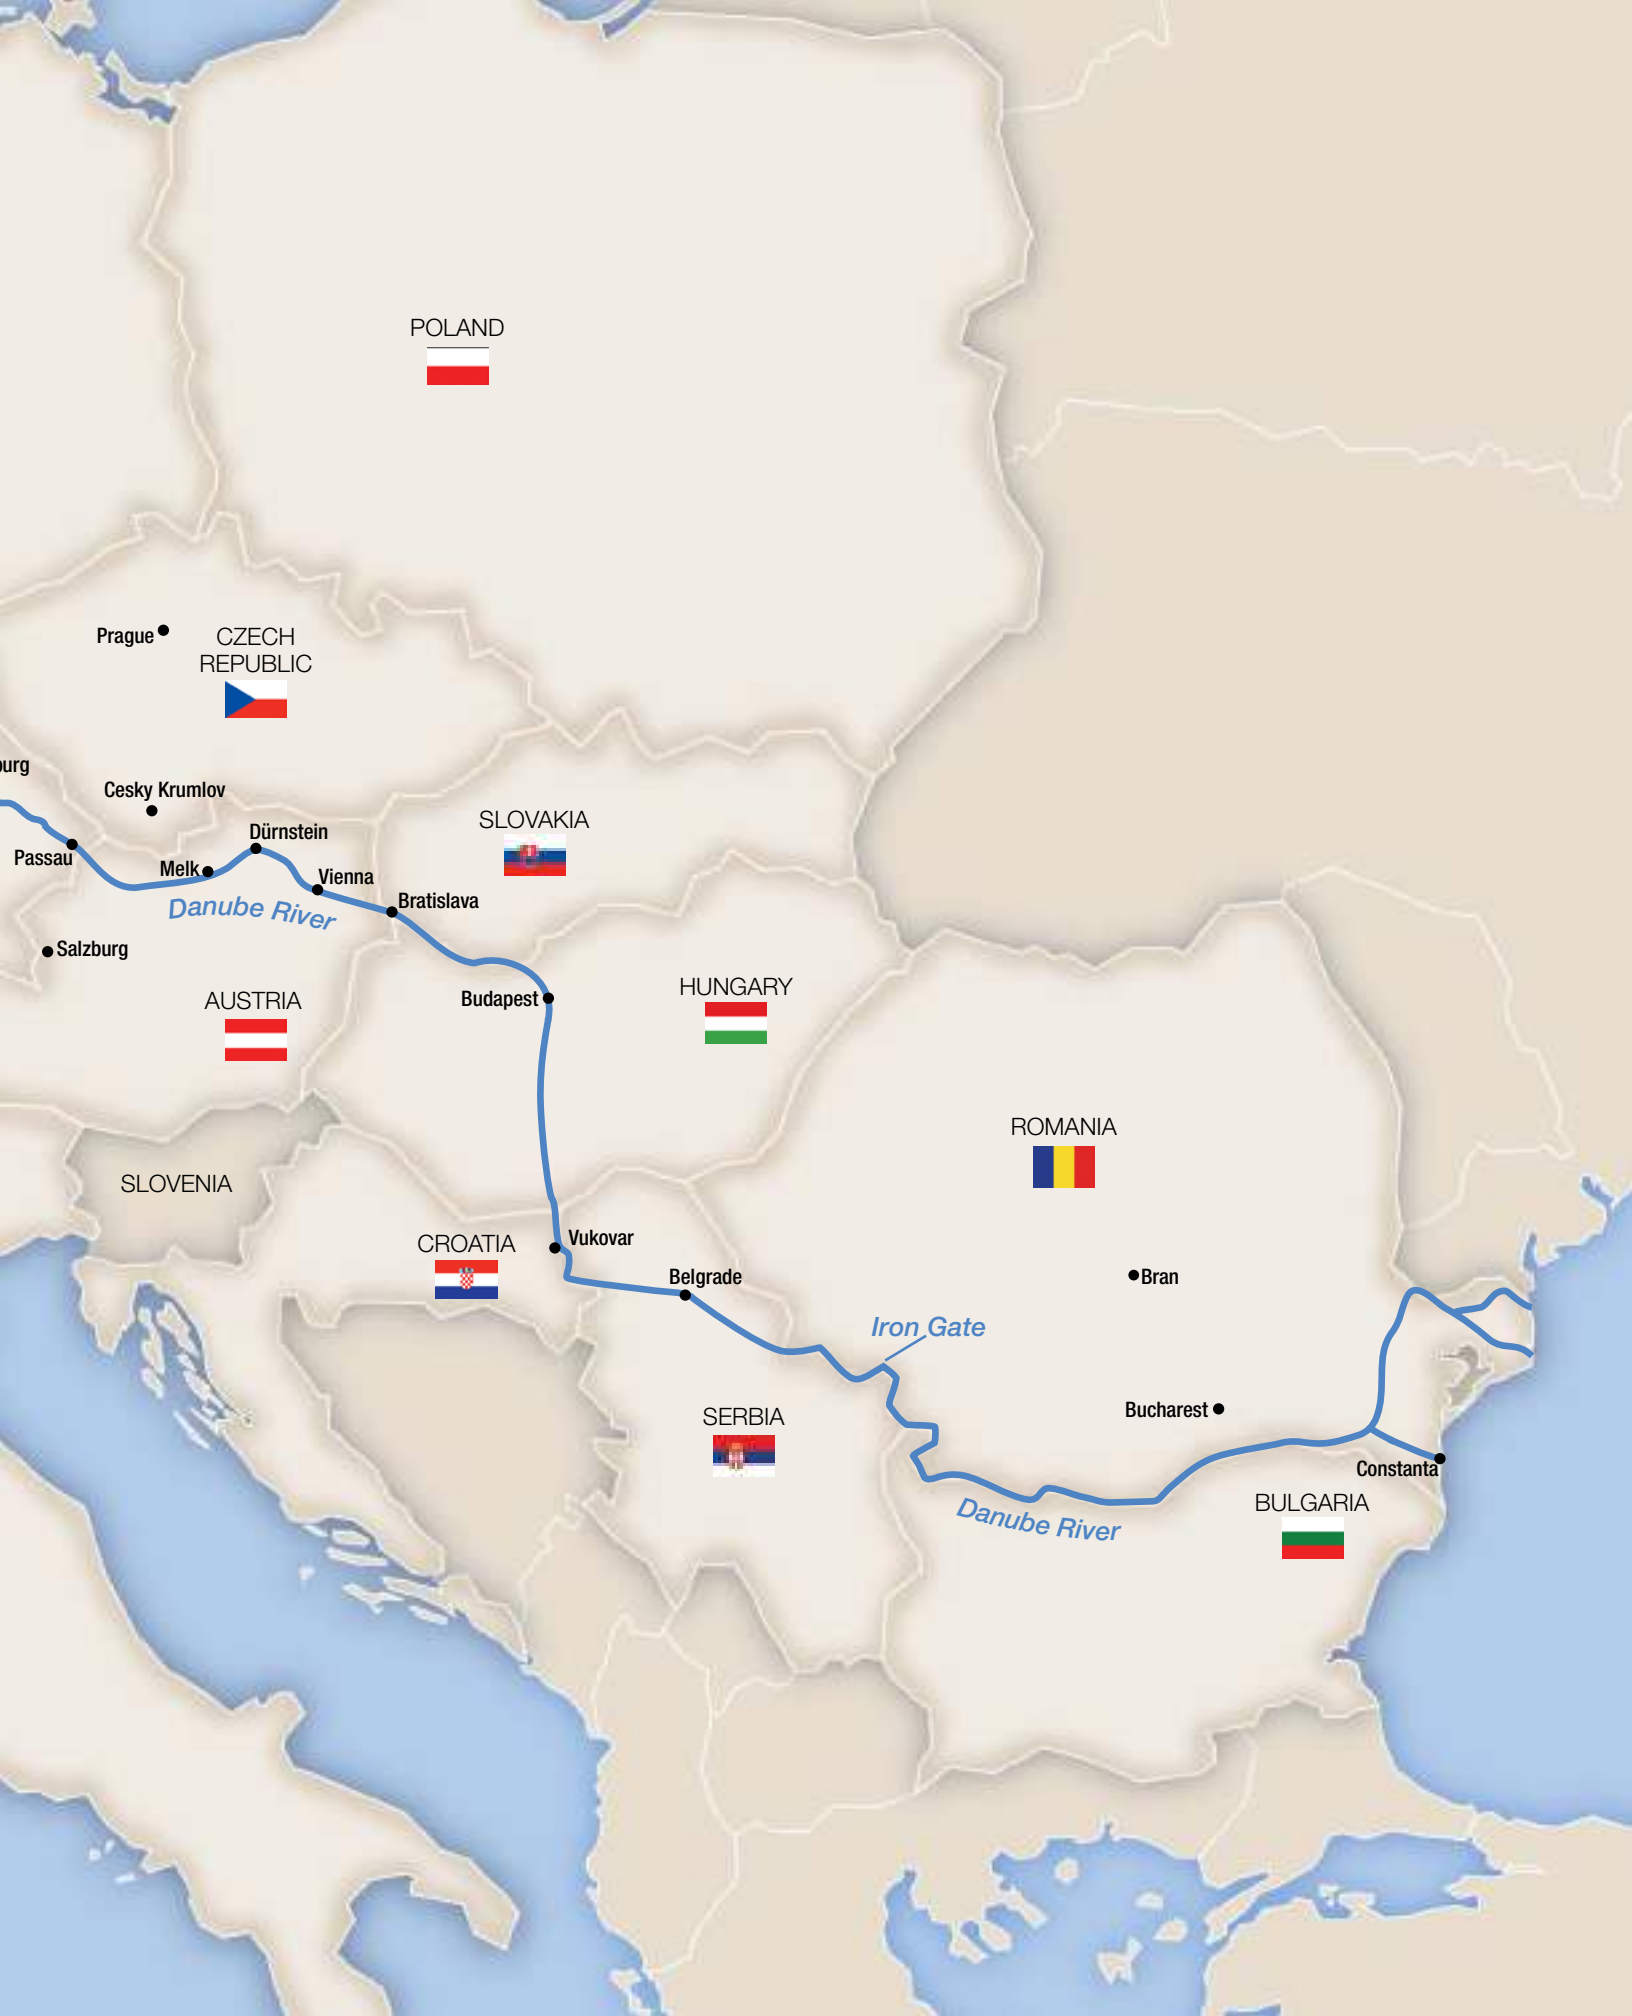 POLAND
Prague
CZECH
REPUBLIC
urg
Cesky Krumlov
SLOVAKIA
Dürnstein
Passau
Melk
Vienna
Bratislava
Danube River
Salzburg
AUSTRIA
Budapest
HUNGARY
ROMANIA
SLOVENIA
CROATIA
Vukovar
Belgrade
Bran
Iron Gate
SERBIA
Bucharest
Constanta
BULGARIA
Danube River